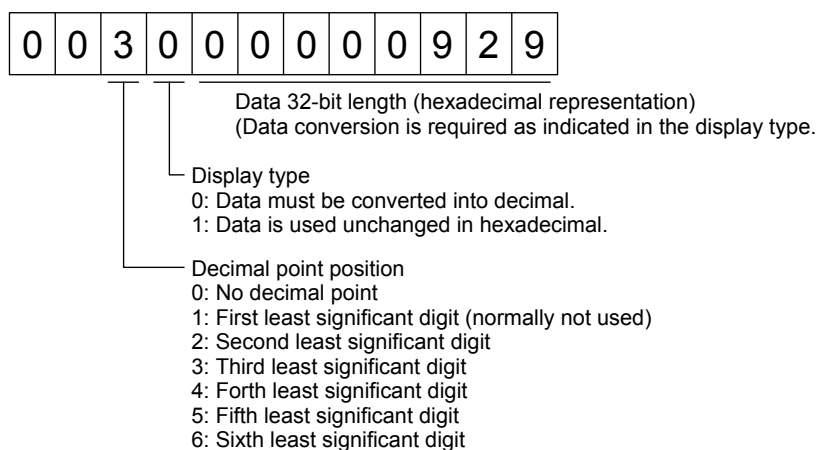 0 0 3 0 0 0 0 0 0 9 2 9
Data 32-bit length (hexadecimal representation)
(Data conversion is required as indicated in the display type.
Display type
0: Data must be converted into decimal.
1: Data is used unchanged in hexadecimal.
Decimal point position
0: No decimal point
1: First least significant digit (normally not used)
2: Second least significant digit
3: Third least significant digit
4: Forth least significant digit
5: Fifth least significant digit
6: Sixth least significant digit